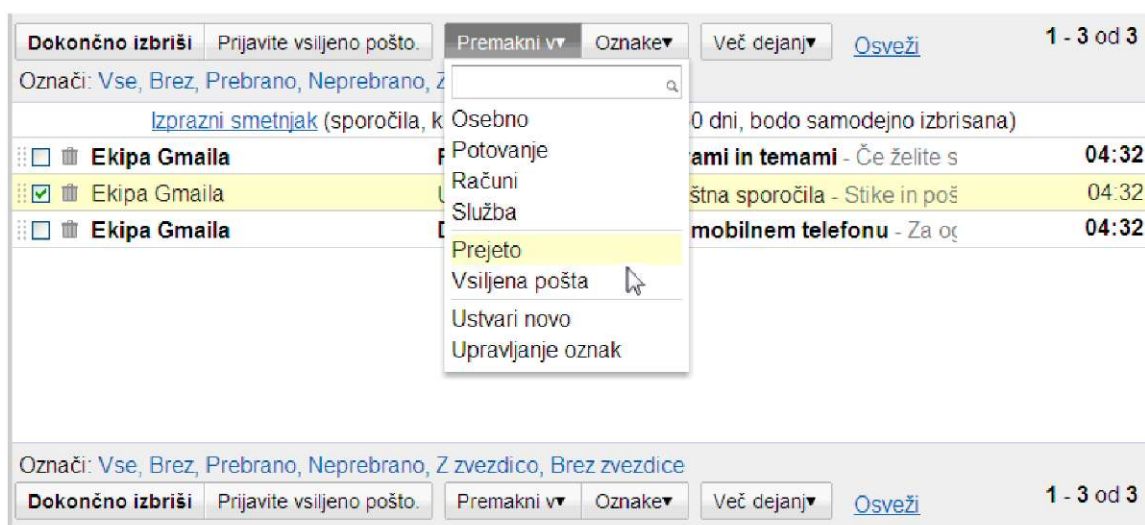 Dokončno izbriši Prijavite vsiljeno pošto. Premakni v▾ Oznake▾ Več dejanj▾ Osveži 1 - 3 od 3
Označi: Vse, Brez, Prebrano, Neprebrano, Z
Izprazni smetnjak (sporočila, k 0 dni, bodo samodejno izbrisana)
Ekipa Gmaila ami in temami - Če želite s 04:32
Ekipa Gmaila štna sporočila - Stike in poš 04:32
Ekipa Gmaila mobilnem telefonu - Za og 04:32
Osebno
Potovanje
Računi
Služba
Prejeto
Vsiljena pošta
Ustvari novo
Upravljanje oznak
Označi: Vse, Brez, Prebrano, Neprebrano, Z zvezdico, Brez zvezdice
Dokončno izbriši Prijavite vsiljeno pošto. Premakni v▾ Oznake▾ Več dejanj▾ Osveži 1 - 3 od 3